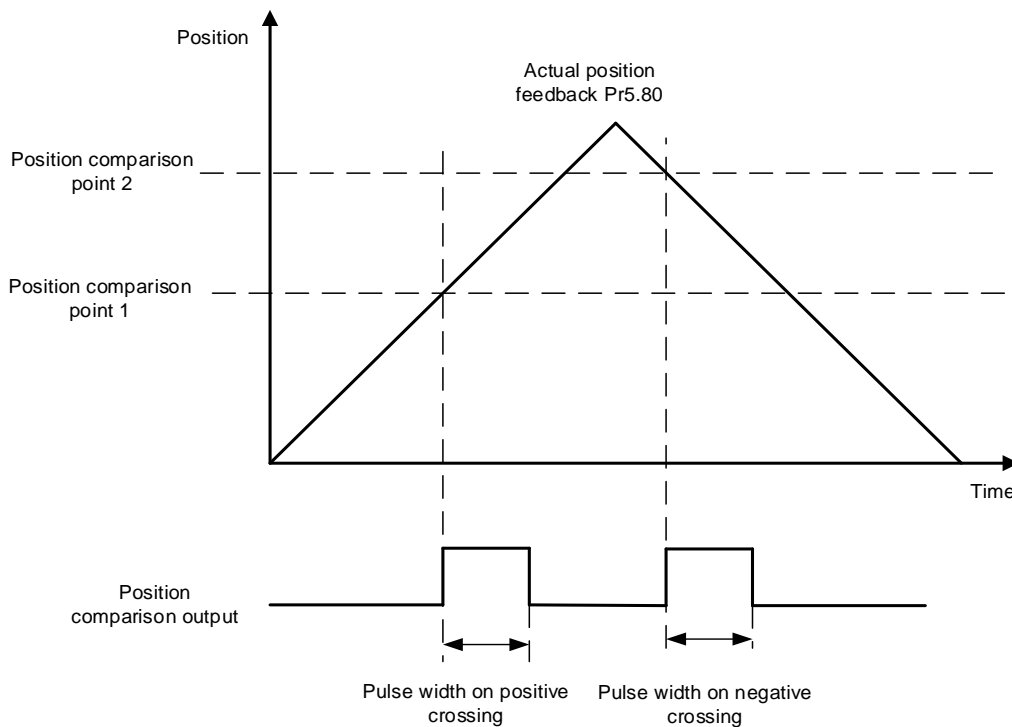 Position
Actual position
feedback Pr5.80
Position comparison
point 2
Position comparison
point 1
Time
Position
comparison output
Pulse width on positive
crossing
Pulse width on negative
crossing